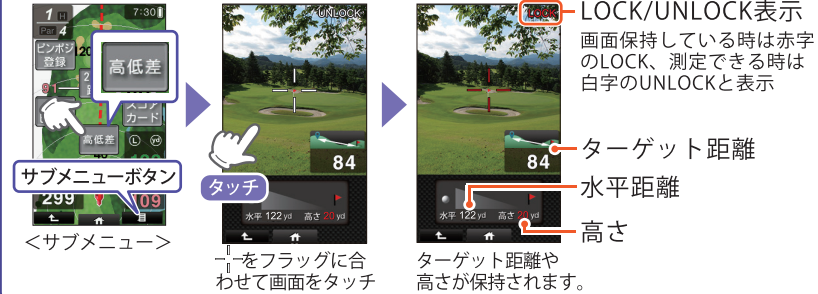 1 H
7:30
Par 4
ピンポジ
登録
120
高低差
91
スコア
カード
高低差
L yd
サブメニューボタン
299
109
<サブメニュー>
UNLOCK
84
タッチ
水平 122 yd 高さ 20 yd
をフラッグに合
わせて画面をタッチ
LOCK
84
水平 122 yd 高さ 20 yd
ターゲット距離や
高さが保持されます。
LOCK/UNLOCK表示
画面保持している時は赤字
のLOCK、測定できる時は
白字のUNLOCKと表示
ターゲット距離
水平距離
高さ